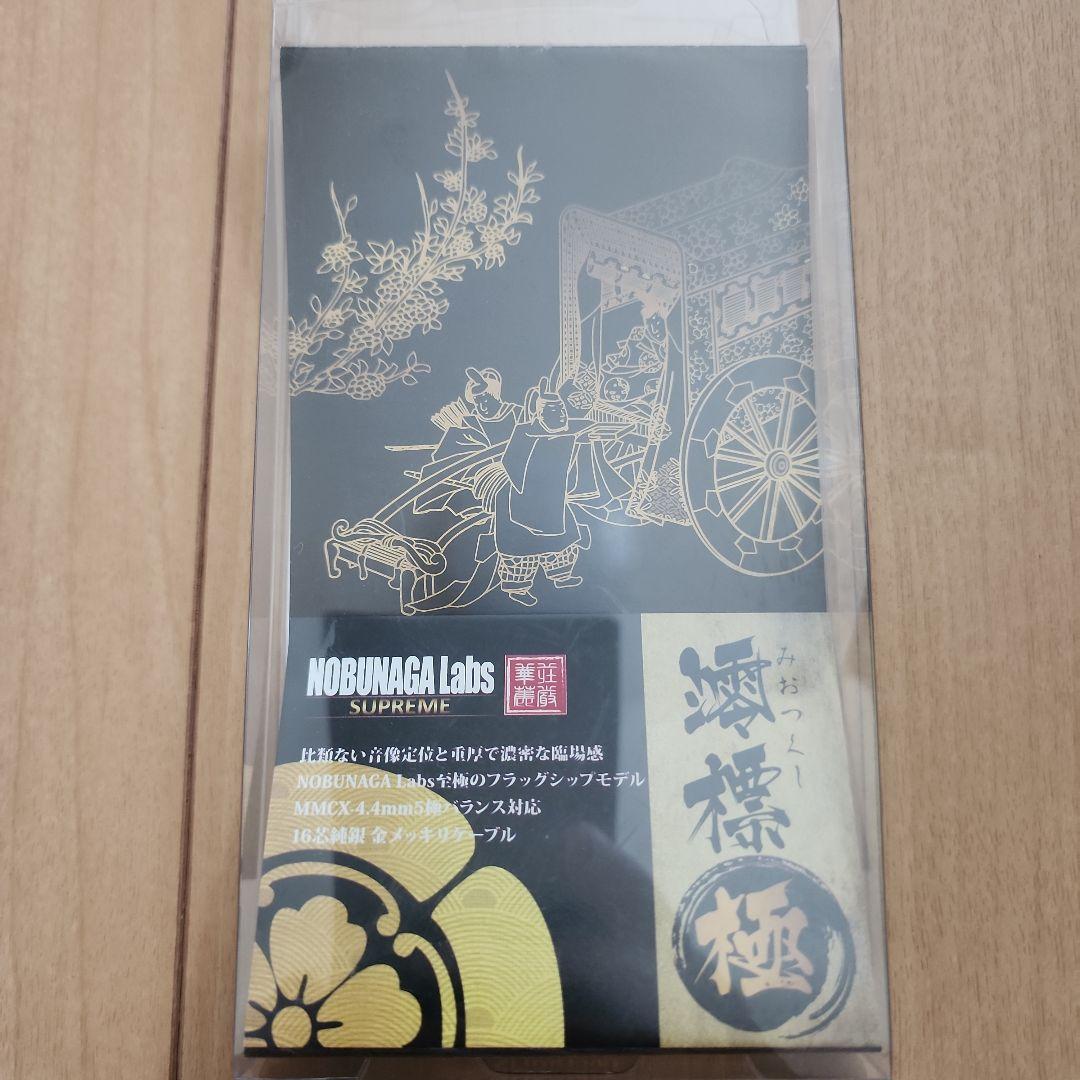 NOBUNAGA Labs
SUPREME
荘厳
華麗
比類ない音像定位と重厚で濃密な臨場感
NOBUNAGA Labs至極のフラッグシップモデル
MMCX-4.4mm5極バランス対応
16芯純銀 金メッキリケーブル
みおつくし
澪標
極